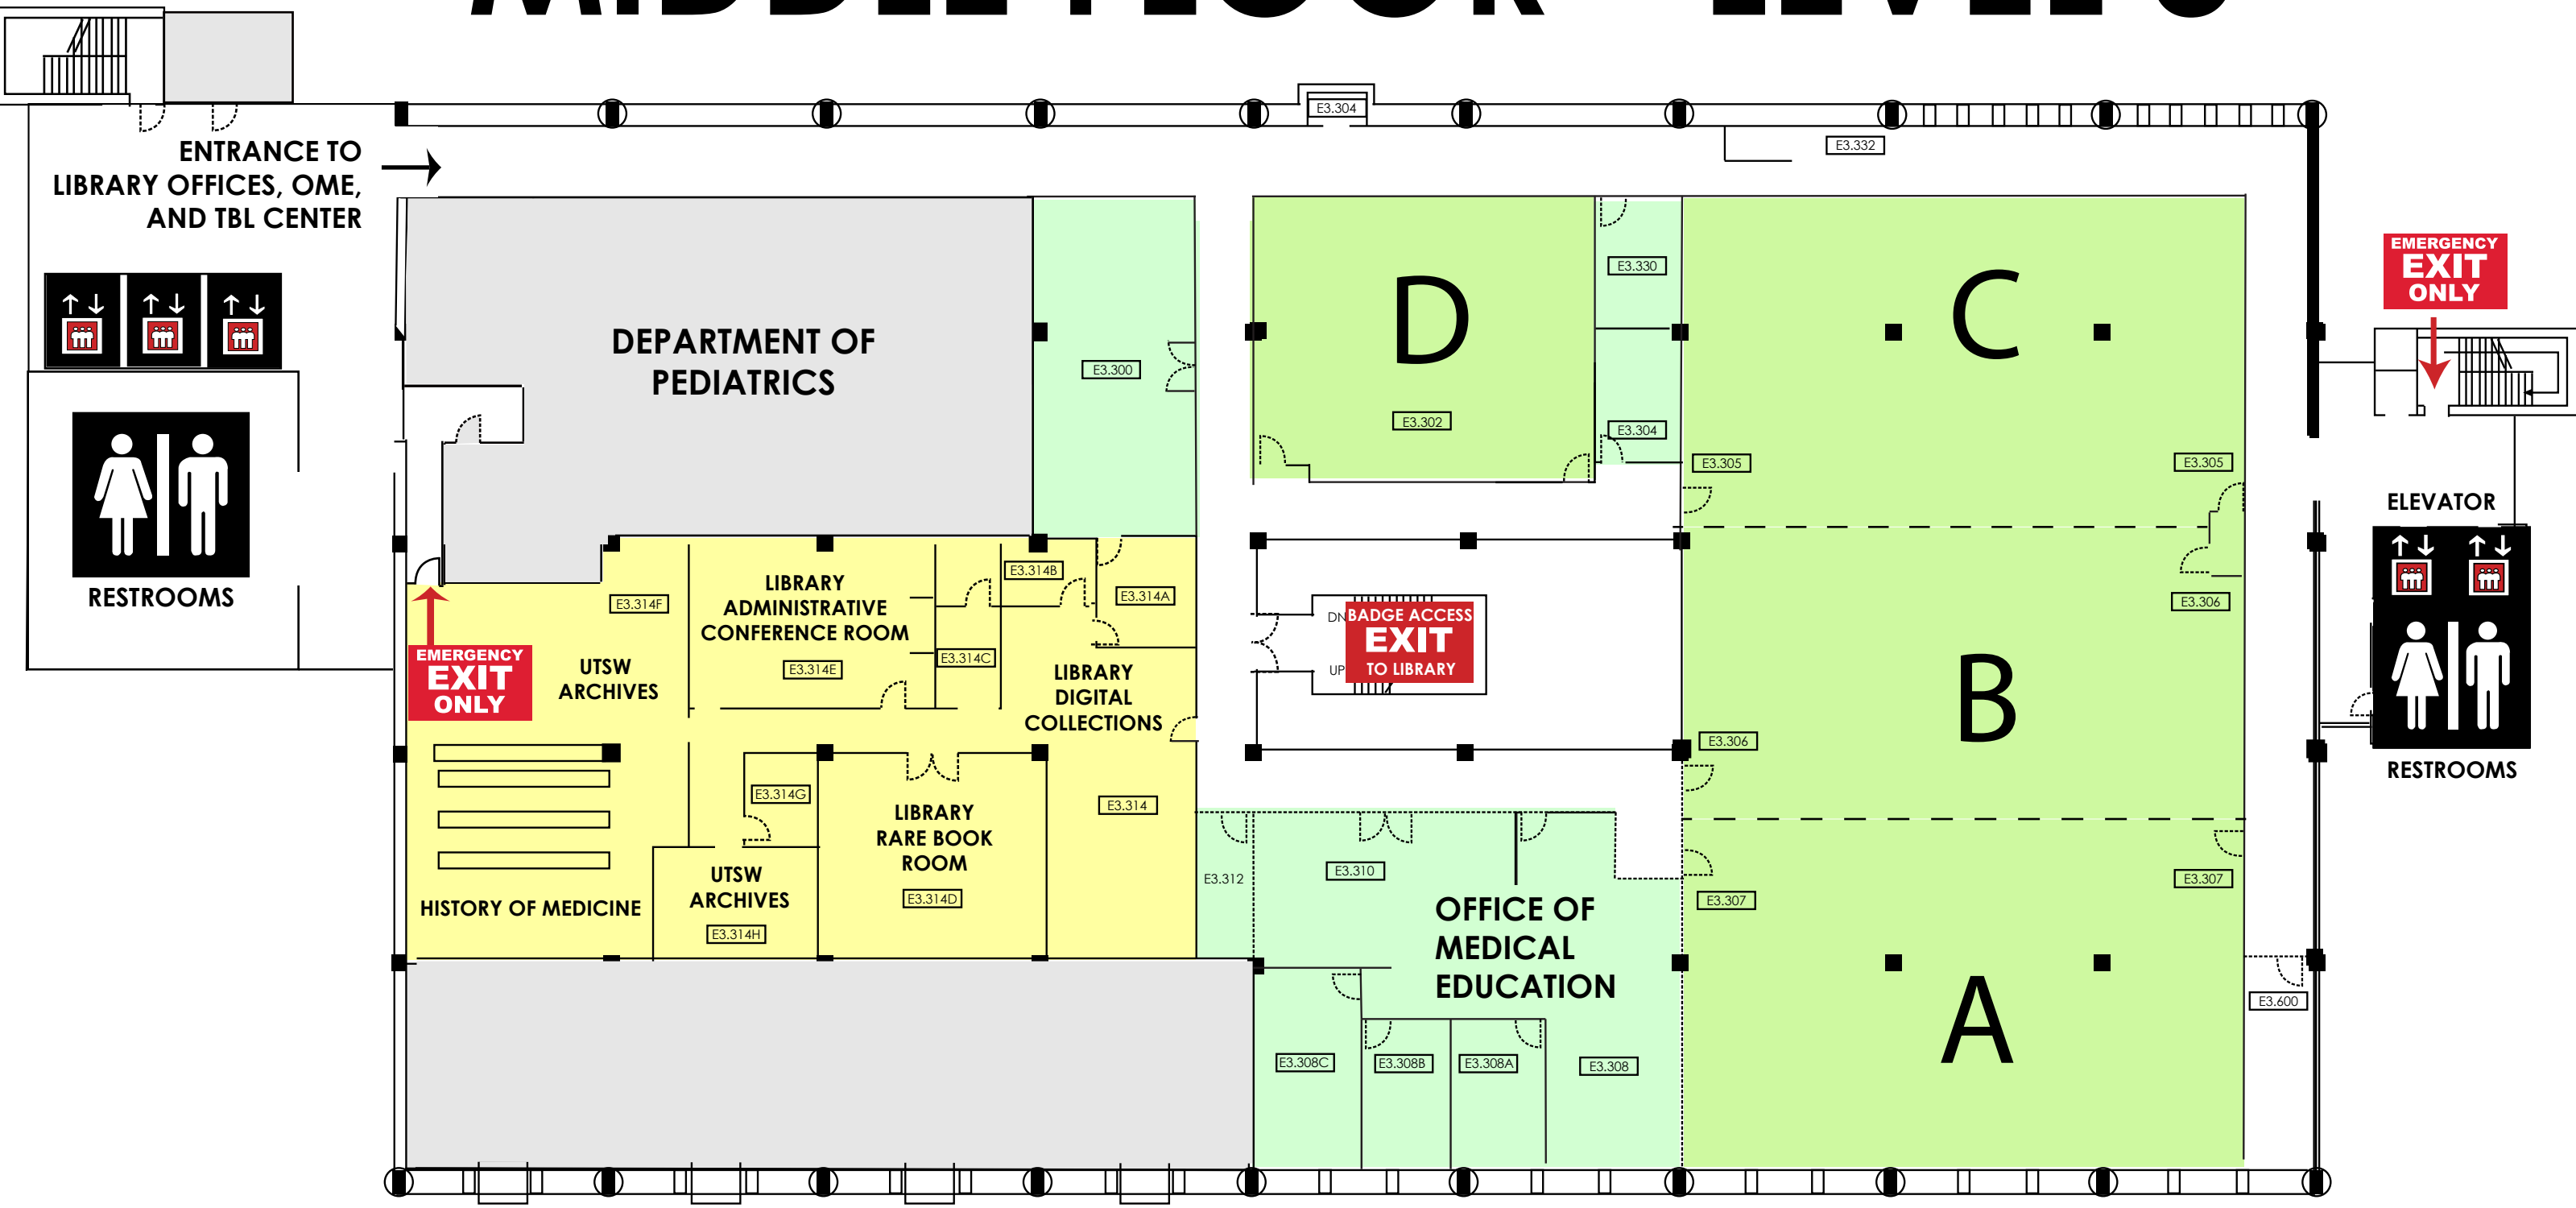 MIDDLE FLOOR - LEVEL 3
E3.304
E3.332
ENTRANCE TO
LIBRARY OFFICES, OME,
AND TBL CENTER
EMERGENCY
EXIT
ONLY
DEPARTMENT OF
PEDIATRICS
E3.300
D
E3.302
E3.330
E3.304
C
E3.305
E3.305
ELEVATOR
RESTROOMS
RESTROOMS
EMERGENCY
EXIT
ONLY
E3.314F
UTSW
ARCHIVES
LIBRARY
ADMINISTRATIVE
CONFERENCE ROOM
E3.314E
E3.314B
E3.314A
E3.314C
LIBRARY
DIGITAL
COLLECTIONS
DN
UP
BADGE ACCESS
EXIT
TO LIBRARY
E3.306
B
E3.306
E3.314G
LIBRARY
RARE BOOK
ROOM
E3.314D
E3.314
HISTORY OF MEDICINE
UTSW
ARCHIVES
E3.314H
E3.312
E3.310
OFFICE OF
MEDICAL
EDUCATION
E3.308C
E3.308B
E3.308A
E3.308
E3.307
E3.307
A
E3.600